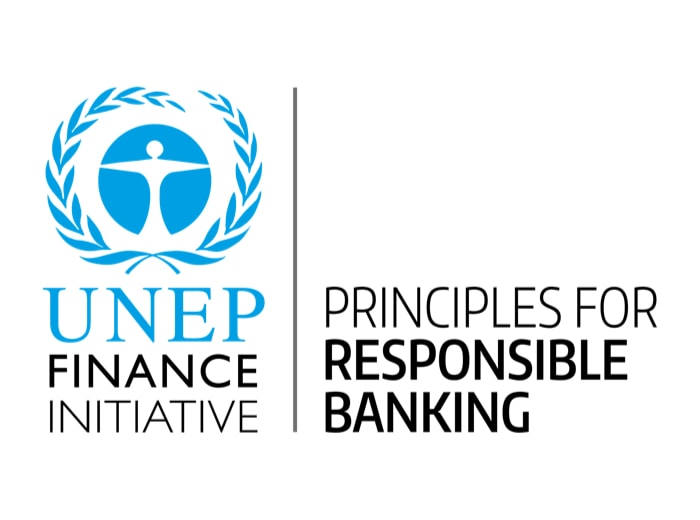 UNEP
FINANCE
INITIATIVE
PRINCIPLES FOR
RESPONSIBLE
BANKING